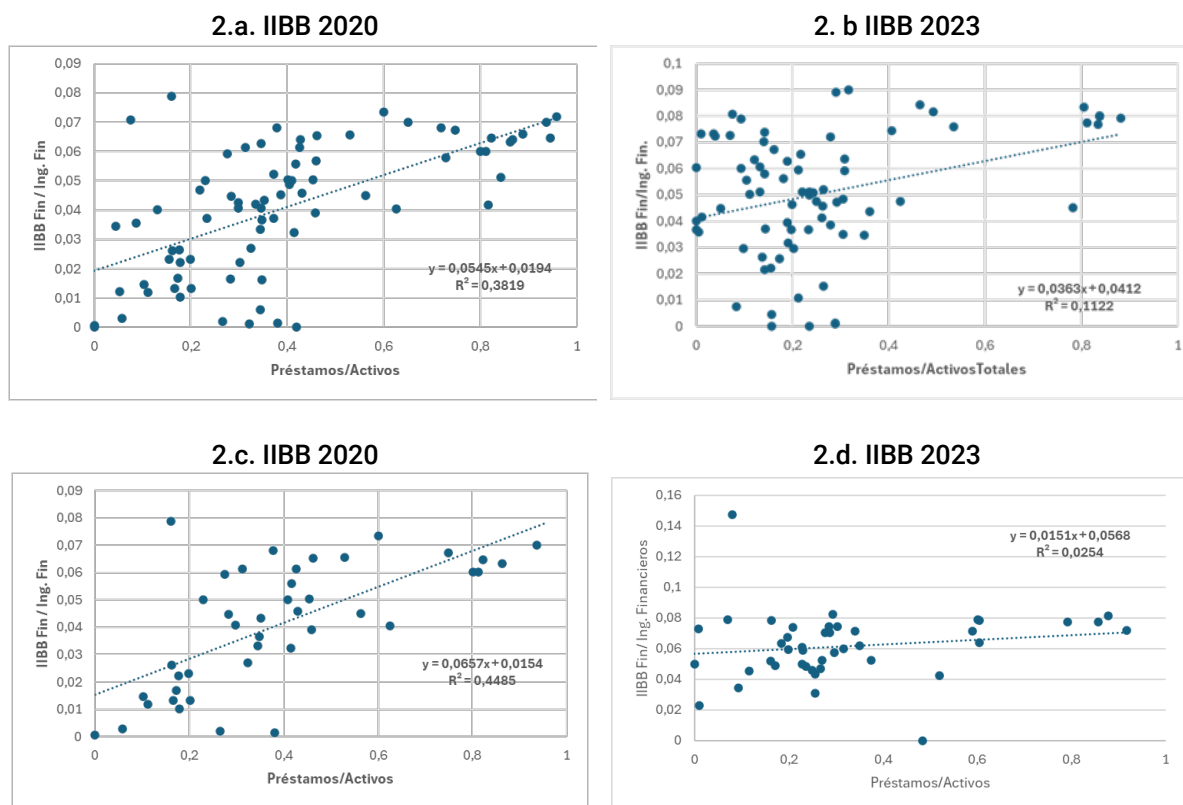 2.a. IIBB 2020
0,09
0,08
0,07
0,06
0,05
0,04
0,03
0,02
0,01
0
IIBB Fin / Ing. Fin
y = 0,0545x + 0,0194
R² = 0,3819
0 0,2 0,4 0,6 0,8 1
Préstamos/Activos
2. b IIBB 2023
0,1
0,09
0,08
0,07
0,06
0,05
0,04
0,03
0,02
0,01
0
IIBB Fin/Ing. Fin.
y = 0,0363x + 0,0412
R² = 0,1122
0 0,2 0,4 0,6 0,8 1
Préstamos/ActivosTotales
2.c. IIBB 2020
0,09
0,08
0,07
0,06
0,05
0,04
0,03
0,02
0,01
0
IIBB Fin / Ing. Fin
y = 0,0657x + 0,0154
R² = 0,4485
0 0,2 0,4 0,6 0,8 1
Préstamos/Activos
2.d. IIBB 2023
0,16
0,14
0,12
0,10
0,08
0,06
0,04
0,02
0
IIBB Fin/ Ing. Financieros
y = 0,0151x + 0,0568
R² = 0,0254
0 0,2 0,4 0,6 0,8 1
Préstamos/Activos